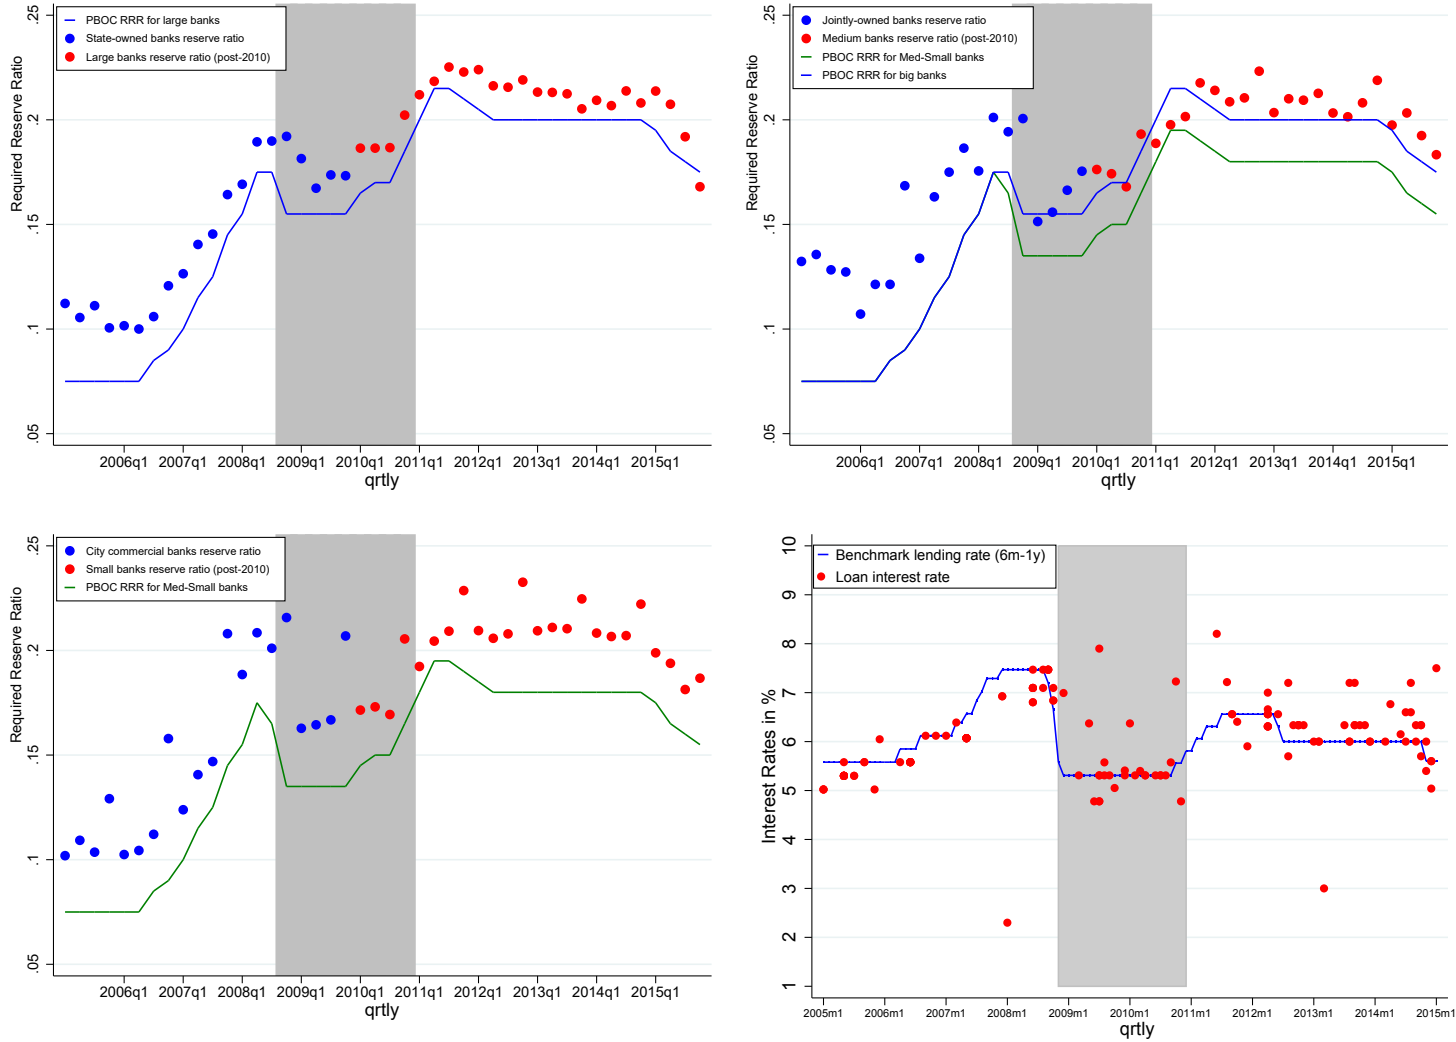 PBOC RRR for large banks
State-owned banks reserve ratio
Large banks reserve ratio (post-2010)
Required Reserve Ratio
.05 .1 .15 .2 .25
2006q1 2007q1 2008q1 2009q1 2010q1 2011q1 2012q1 2013q1 2014q1 2015q1
qrtly
Jointly-owned banks reserve ratio
Medium banks reserve ratio (post-2010)
PBOC RRR for Med-Small banks
PBOC RRR for big banks
Required Reserve Ratio
.05 .1 .15 .2 .25
2006q1 2007q1 2008q1 2009q1 2010q1 2011q1 2012q1 2013q1 2014q1 2015q1
qrtly
City commercial banks reserve ratio
Small banks reserve ratio (post-2010)
PBOC RRR for Med-Small banks
Required Reserve Ratio
.05 .1 .15 .2 .25
2006q1 2007q1 2008q1 2009q1 2010q1 2011q1 2012q1 2013q1 2014q1 2015q1
qrtly
Benchmark lending rate (6m-1y)
Loan interest rate
Interest Rates in %
1 2 3 4 5 6 7 8 9 10
2005m1 2006m1 2007m1 2008m1 2009m1 2010m1 2011m1 2012m1 2013m1 2014m1 2015m1
qrtly